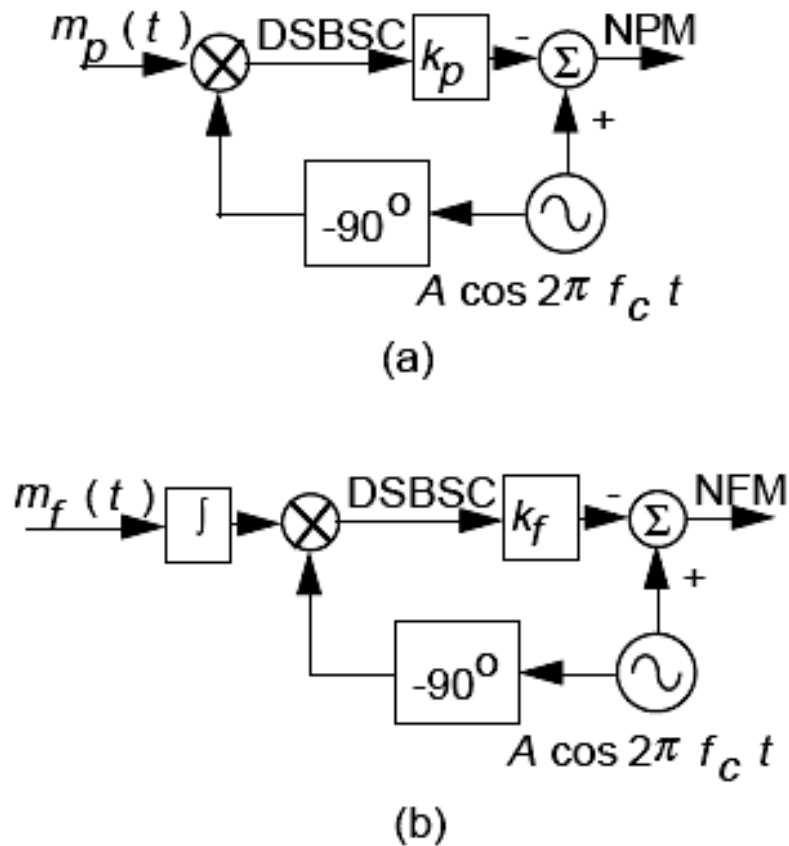 m_p (t)
DSBSC
k_p
-
Σ
NPM
+
-90°
A cos 2π f_c t
(a)
m_f (t)
∫
DSBSC
k_f
-
Σ
NFM
+
-90°
A cos 2π f_c t
(b)